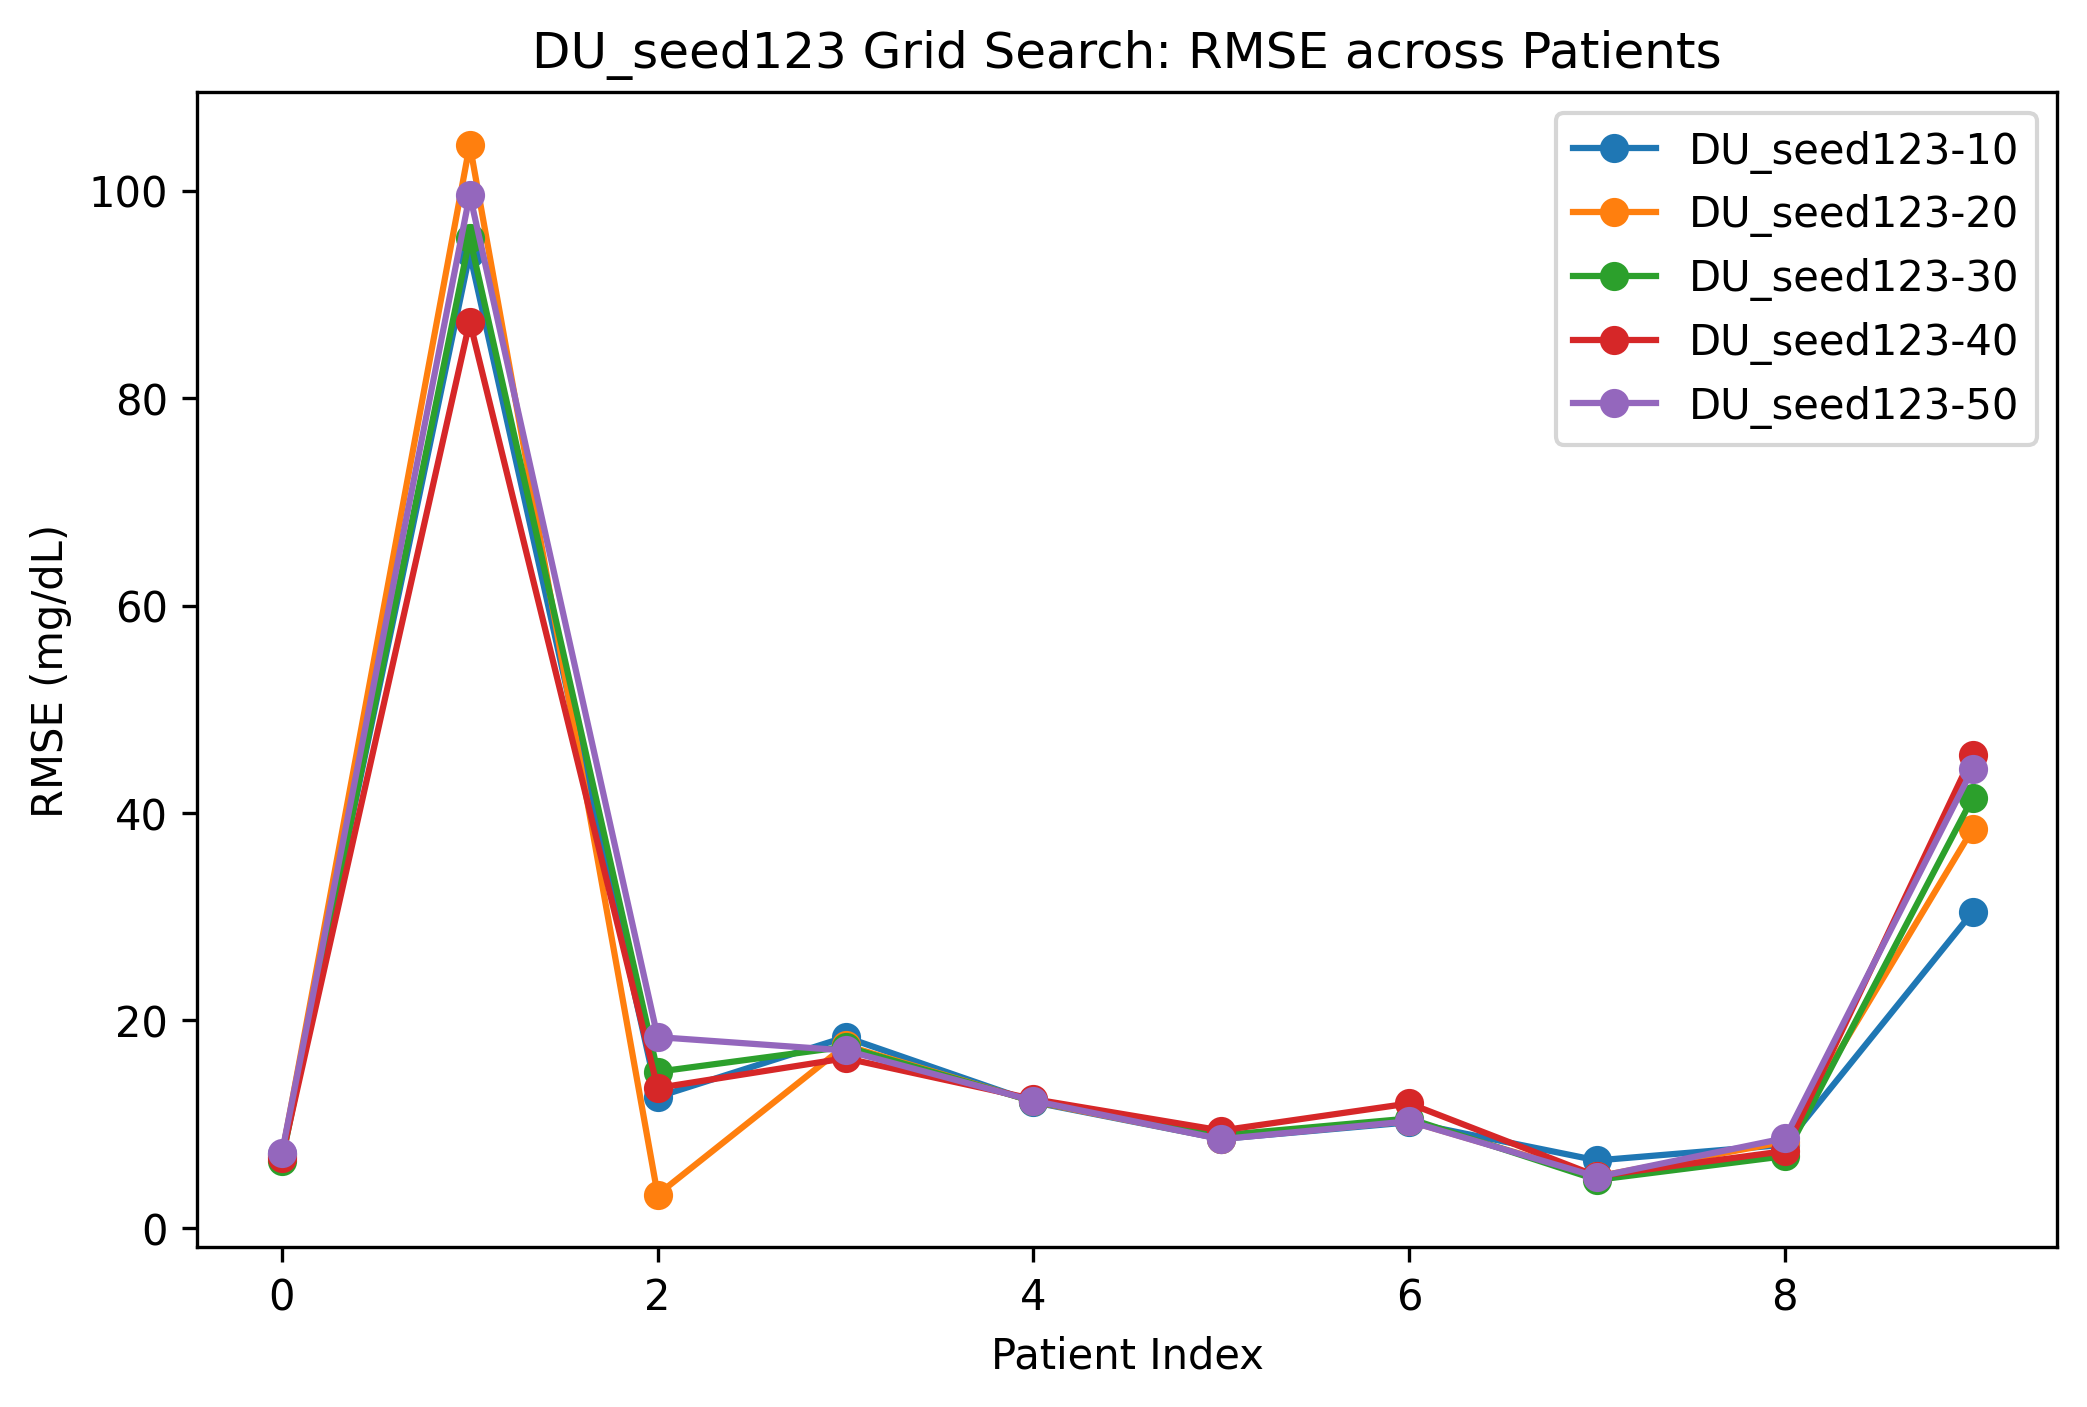 DU_seed123 Grid Search: RMSE across Patients
DU_seed123-10
DU_seed123-20
DU_seed123-30
DU_seed123-40
DU_seed123-50
RMSE (mg/dL)
100
80
60
40
20
0
0 2 4 6 8
Patient Index